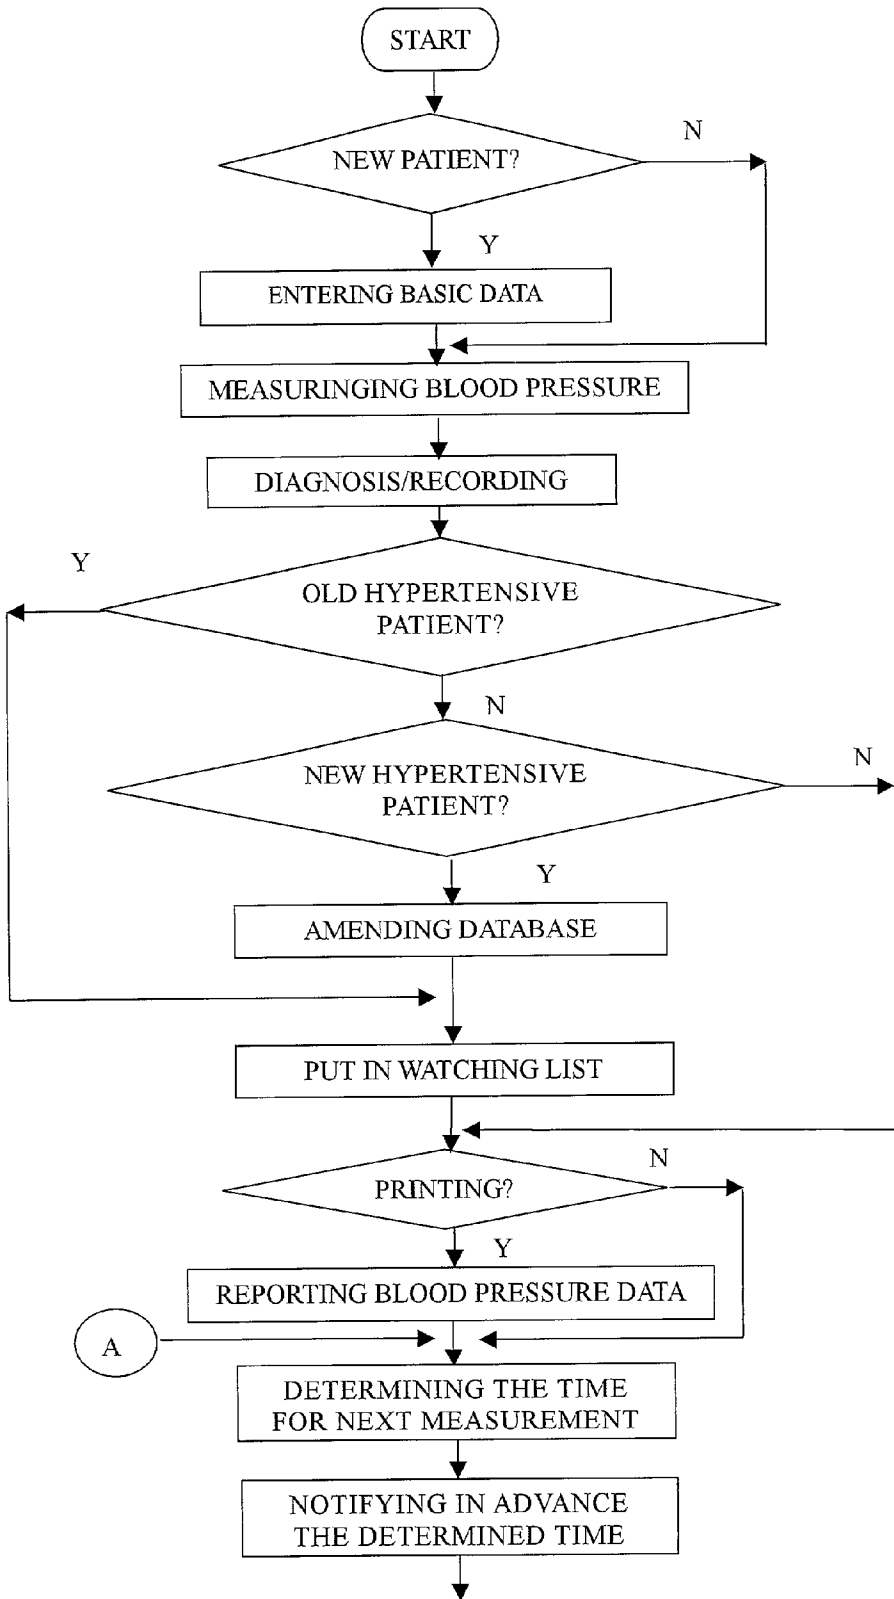 START
NEW PATIENT?
N
Y
ENTERING BASIC DATA
MEASURINGING BLOOD PRESSURE
DIAGNOSIS/RECORDING
Y
OLD HYPERTENSIVE
PATIENT?
N
NEW HYPERTENSIVE
PATIENT?
N
Y
AMENDING DATABASE
PUT IN WATCHING LIST
PRINTING?
N
Y
REPORTING BLOOD PRESSURE DATA
A
DETERMINING THE TIME
FOR NEXT MEASUREMENT
NOTIFYING IN ADVANCE
THE DETERMINED TIME